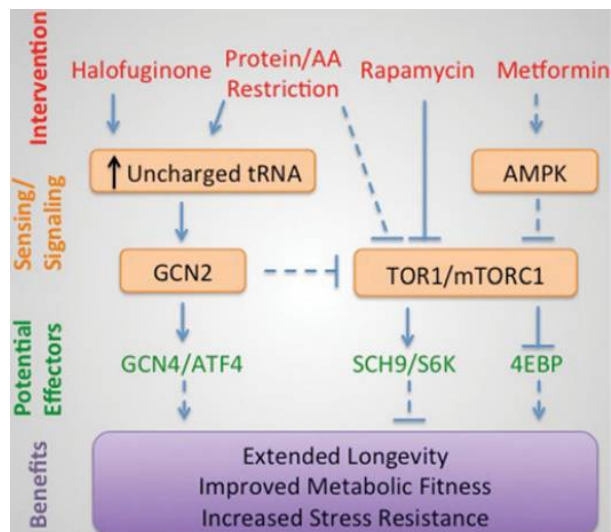 Intervention
Halofuginone
Protein/AA
Restriction
Rapamycin
Metformin
Sensing/
Signaling
↑ Uncharged tRNA
AMPK
GCN2
TOR1/mTORC1
Potential
Effectors
GCN4/ATF4
SCH9/S6K
4EBP
Benefits
Extended Longevity
Improved Metabolic Fitness
Increased Stress Resistance